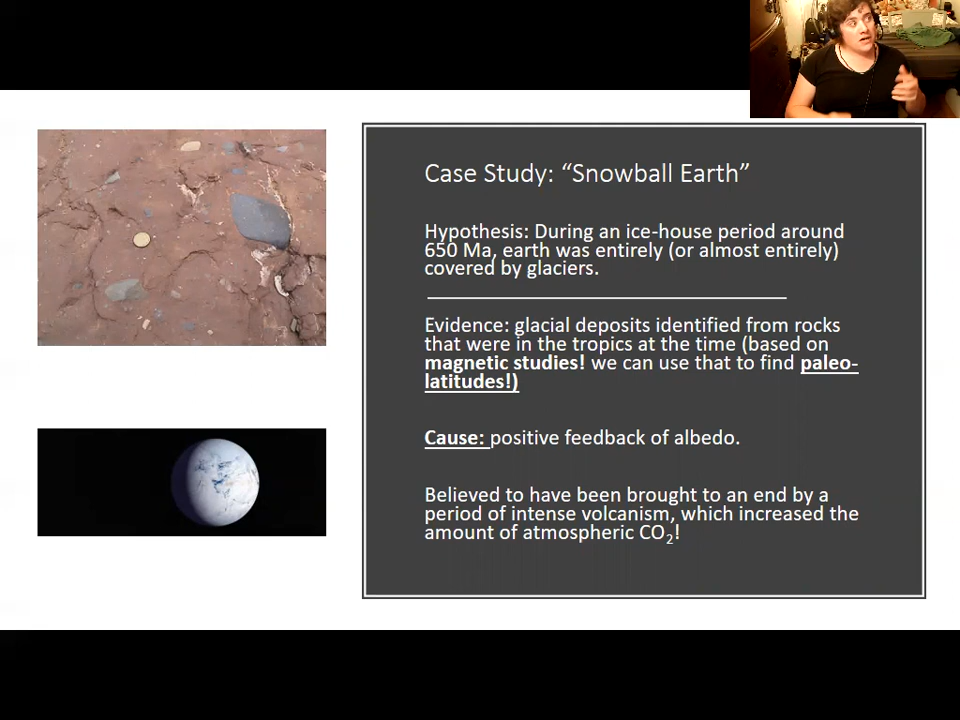 Case Study: “Snowball Earth”
Hypothesis: During an ice-house period around
650 Ma, earth was entirely (or almost entirely)
covered by glaciers.
Evidence: glacial deposits identified from rocks
that were in the tropics at the time (based on
magnetic studies! we can use that to find paleo-
latitudes!)
Cause: positive feedback of albedo.
Believed to have been brought to an end by a
period of intense volcanism, which increased the
amount of atmospheric CO₂!